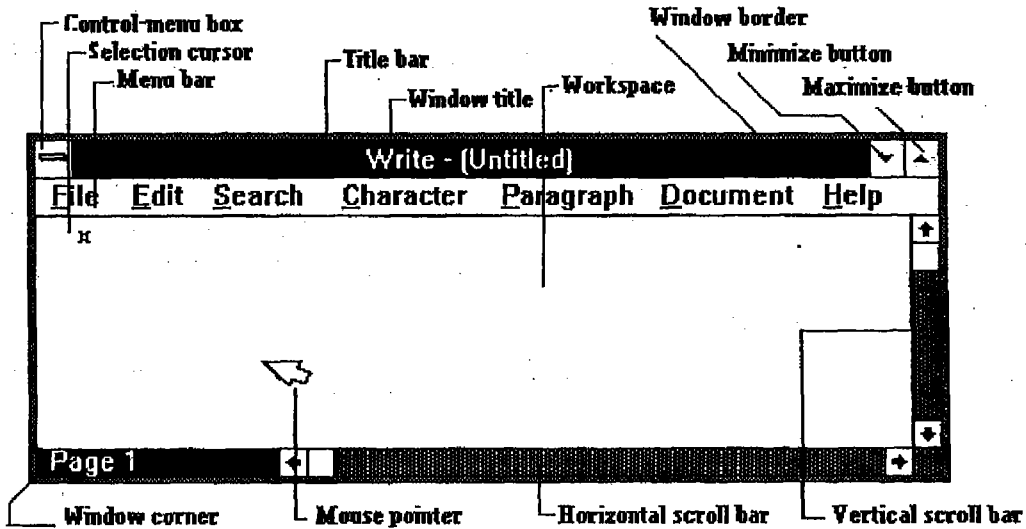 Control-menu box
Window border
Selection cursor
Title bar
Minimize button
Menu bar
Window title
Workspace
Maximize button
Write - (Untitled)
File Edit Search Character Paragraph Document Help
Page 1
Window corner
Mouse pointer
Horizontal scroll bar
Vertical scroll bar